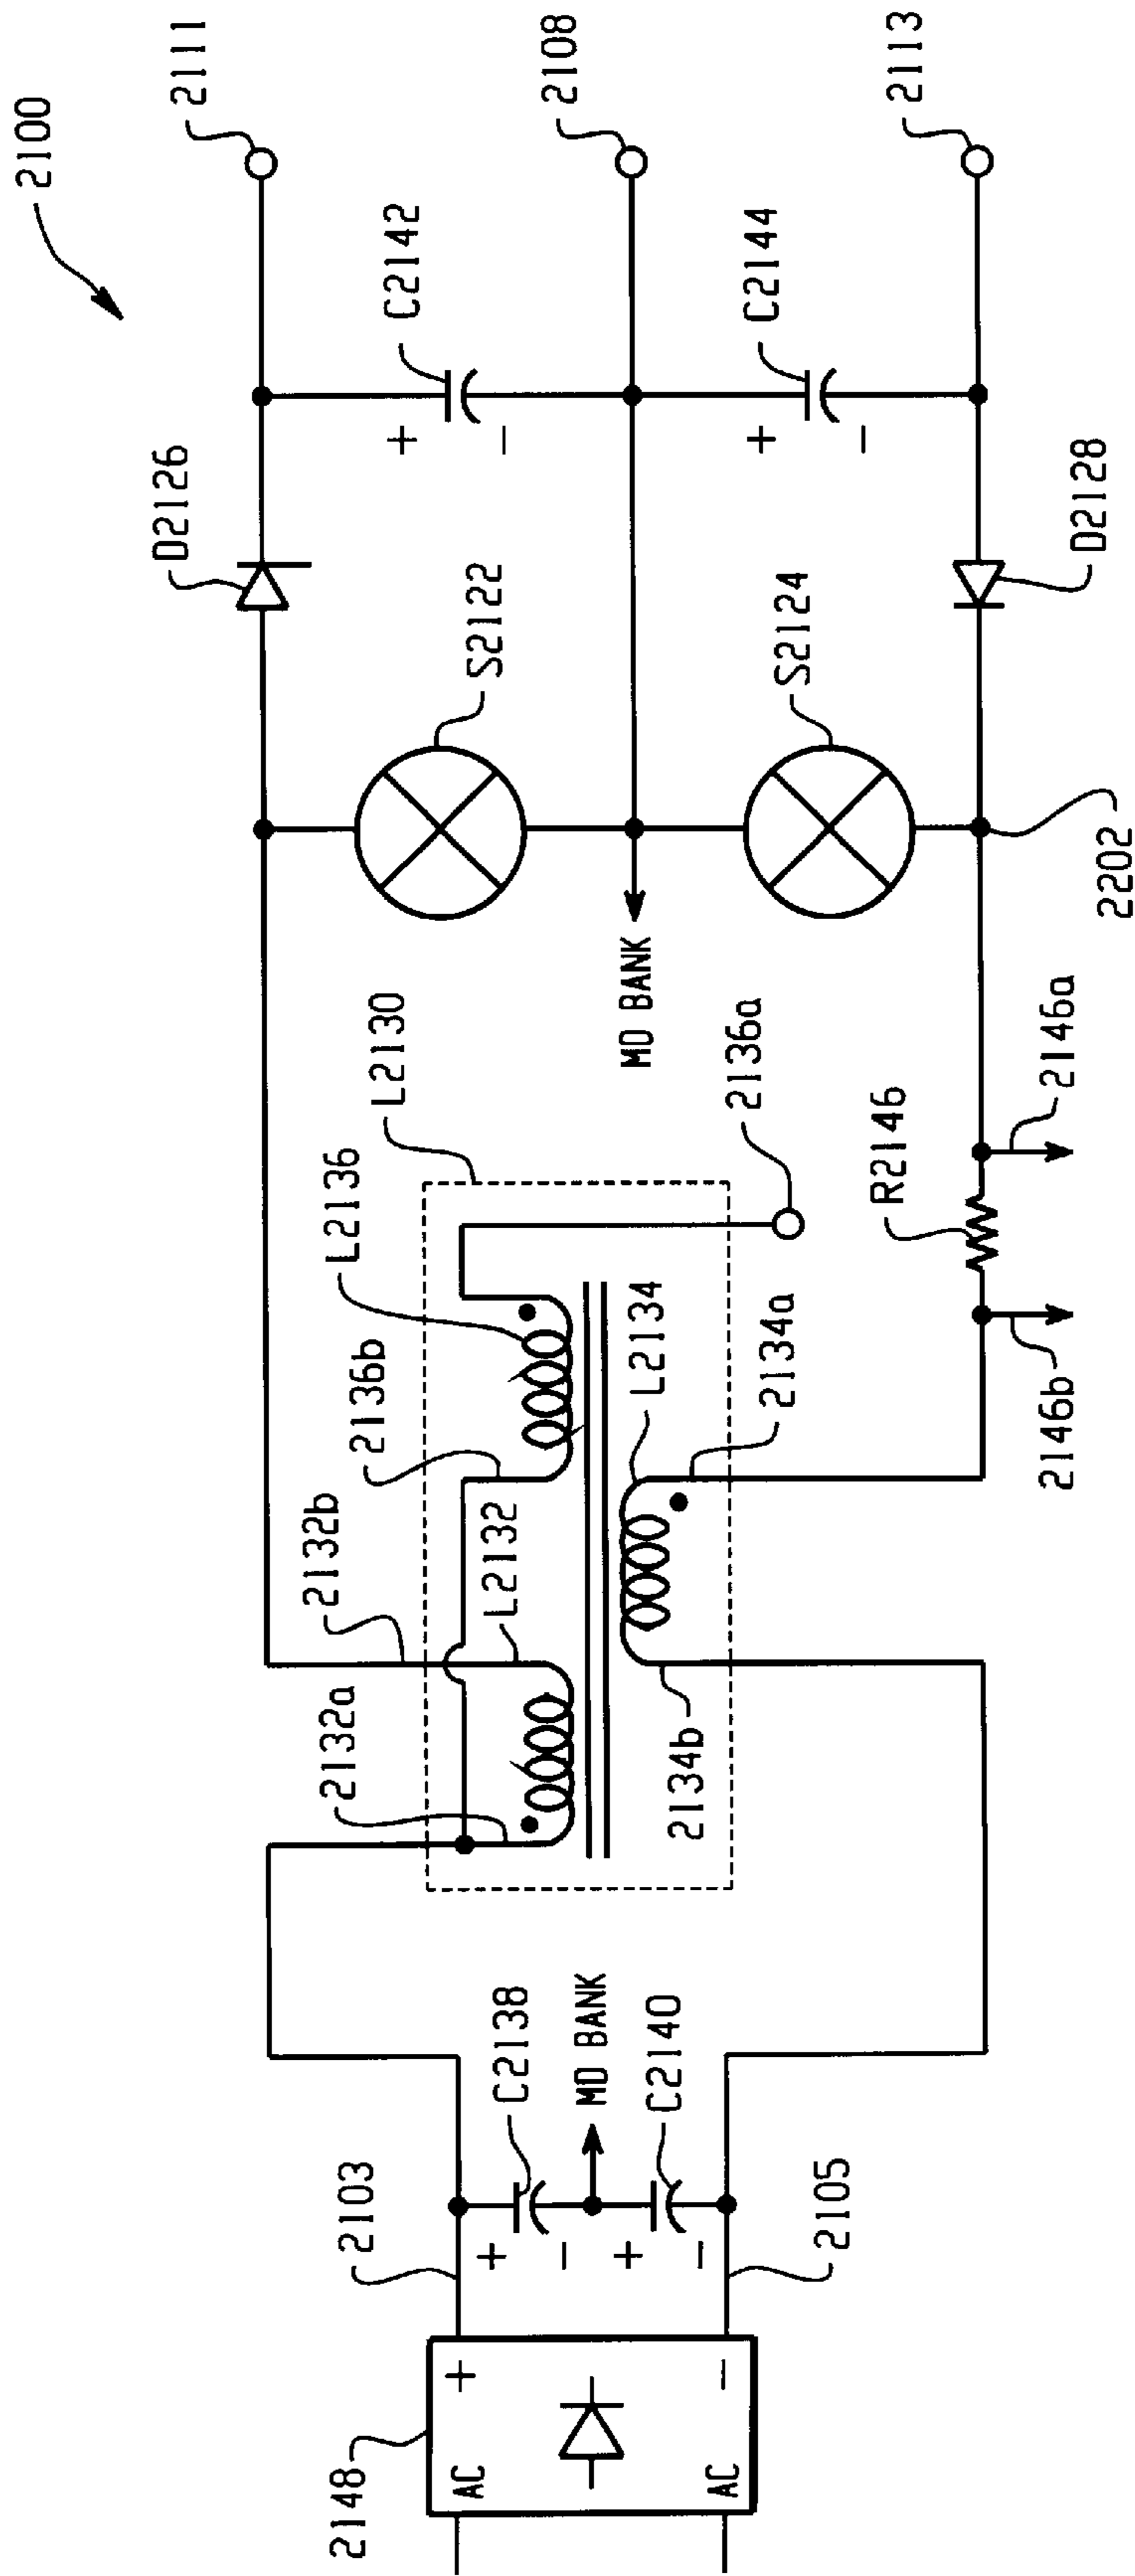 2100
2111
2108
2113
C2142
C2144
+
-
+
-
D2126
D2128
S2122
S2124
2202
MD BANK
L2130
2136a
L2136
2136b
L2134
2134a
R2146
2146a
2146b
2132b
L2132
2132a
2134b
MD BANK
C2138
C2140
+
-
+
-
2103
2105
2148
+
-
AC
AC